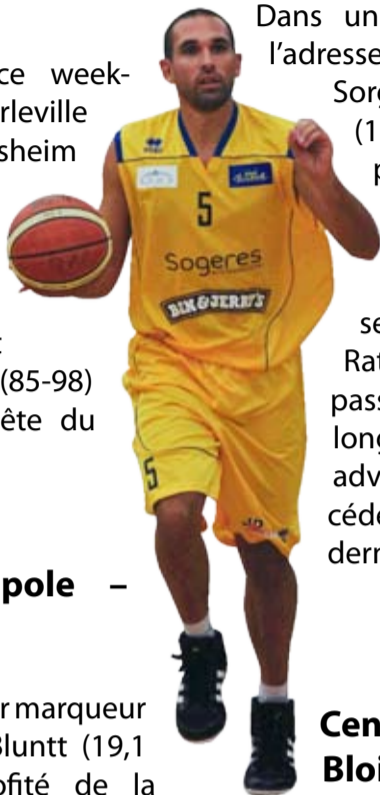 ce week-
rleville
sheim
(85-98)
ête du
pole –
r marqueur
Bluntt (19,1
ofité de la
Dans un
l’adresse
Sorg
(1
p
se
Rat
pass
long
adv
céde
derr
Cen
Bloi
5
Sogeres
BEN & JERRY'S
5